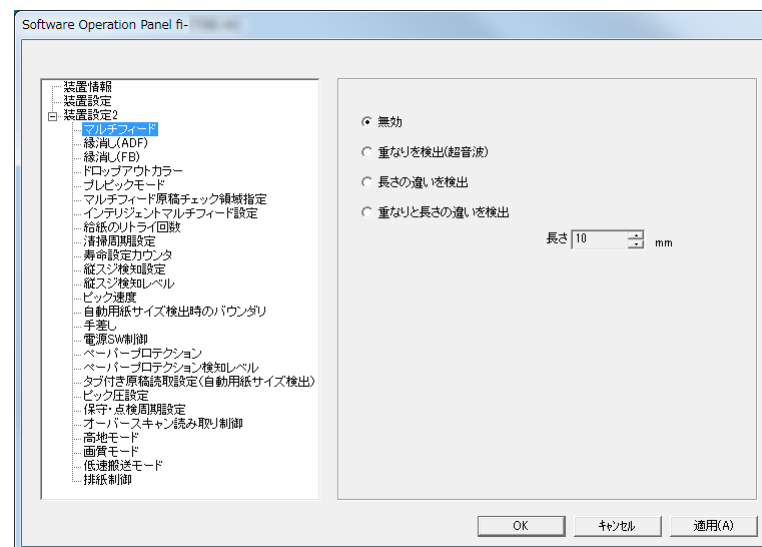 Software Operation Panel fi-
装置情報
装置設定
装置設定2
マルチフィード
縁消し(ADF)
縁消し(FB)
ドロップアウトカラー
プレピックモード
マルチフィード原稿チェック領域指定
インテリジェントマルチフィード設定
給紙のリトライ回数
清掃周期設定
寿命設定カウンタ
縦スジ検知設定
縦スジ検知レベル
ピック速度
自動用紙サイズ検出時のバウンダリ
手差し
電源SW制御
ペーパープロテクション
ペーパープロテクション検知レベル
タブ付き原稿読取設定(自動用紙サイズ検出)
ピック圧設定
保守・点検周期設定
オーバースキャン読み取り制御
高地モード
画質モード
低速搬送モード
排紙制御
無効
重なりを検出(超音波)
長さの違いを検出
重なりと長さの違いを検出
長さ 10 mm
OK キャンセル 適用(A)